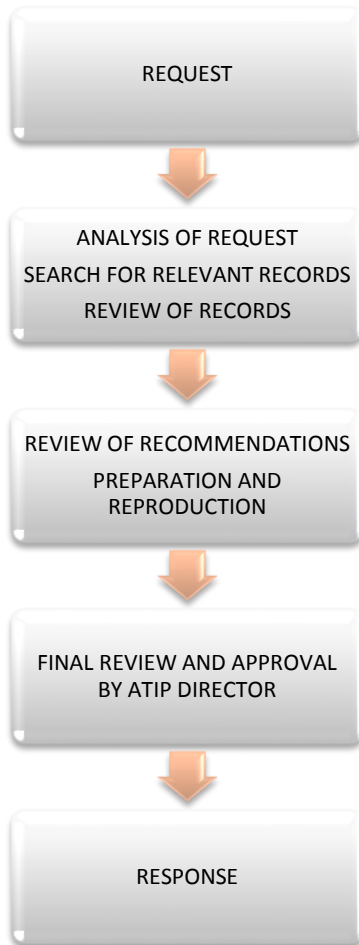 REQUEST
ANALYSIS OF REQUEST
SEARCH FOR RELEVANT RECORDS
REVIEW OF RECORDS
REVIEW OF RECOMMENDATIONS
PREPARATION AND
REPRODUCTION
FINAL REVIEW AND APPROVAL
BY ATIP DIRECTOR
RESPONSE